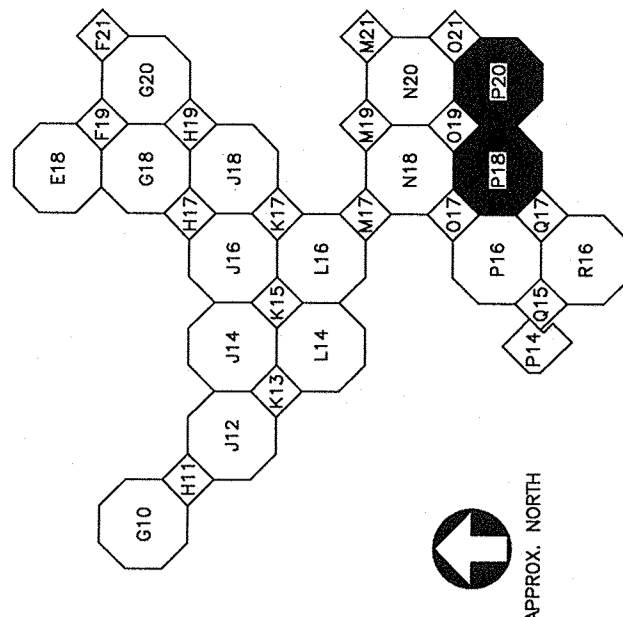 E18
F19
F21
G10
G18
G20
H11
H17
H19
J12
J14
J16
J18
K13
K15
K17
L14
L16
M17
M19
M21
N18
N20
O17
O19
O21
P14
P16
P18
P20
Q15
Q17
R16
APPROX. NORTH